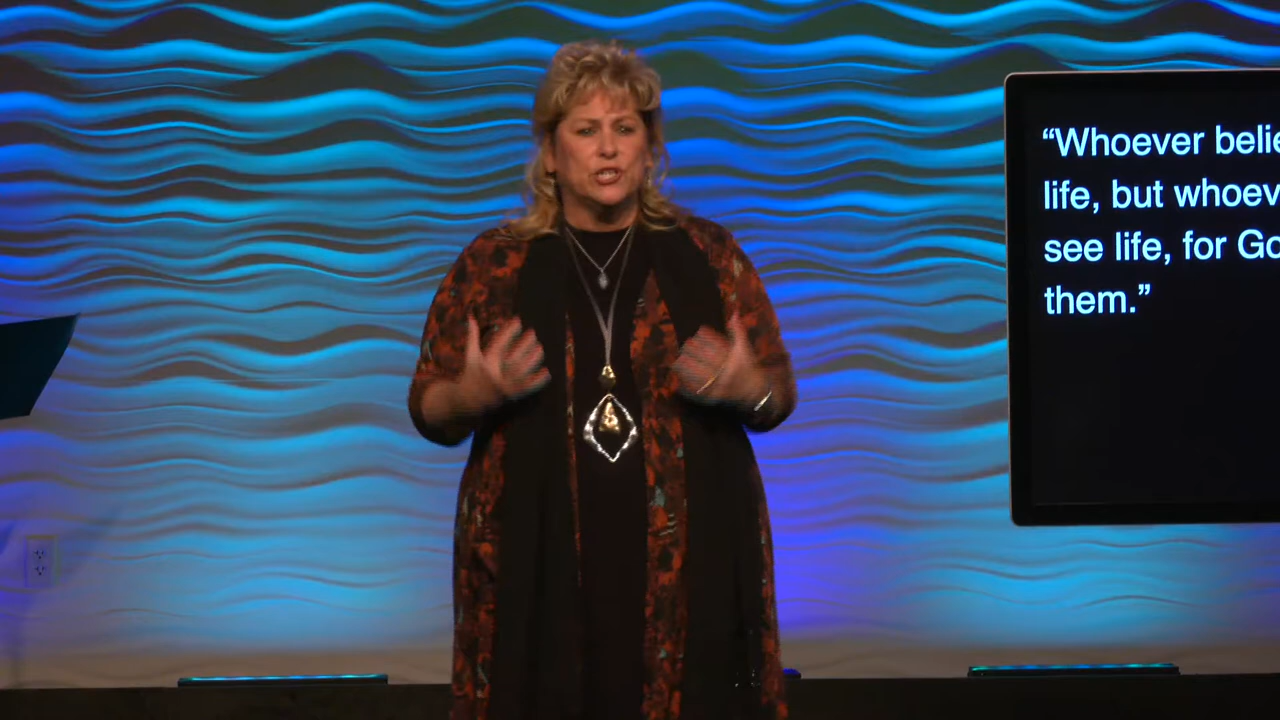 “Whoever belie
life, but whoev
see life, for Go
them.”